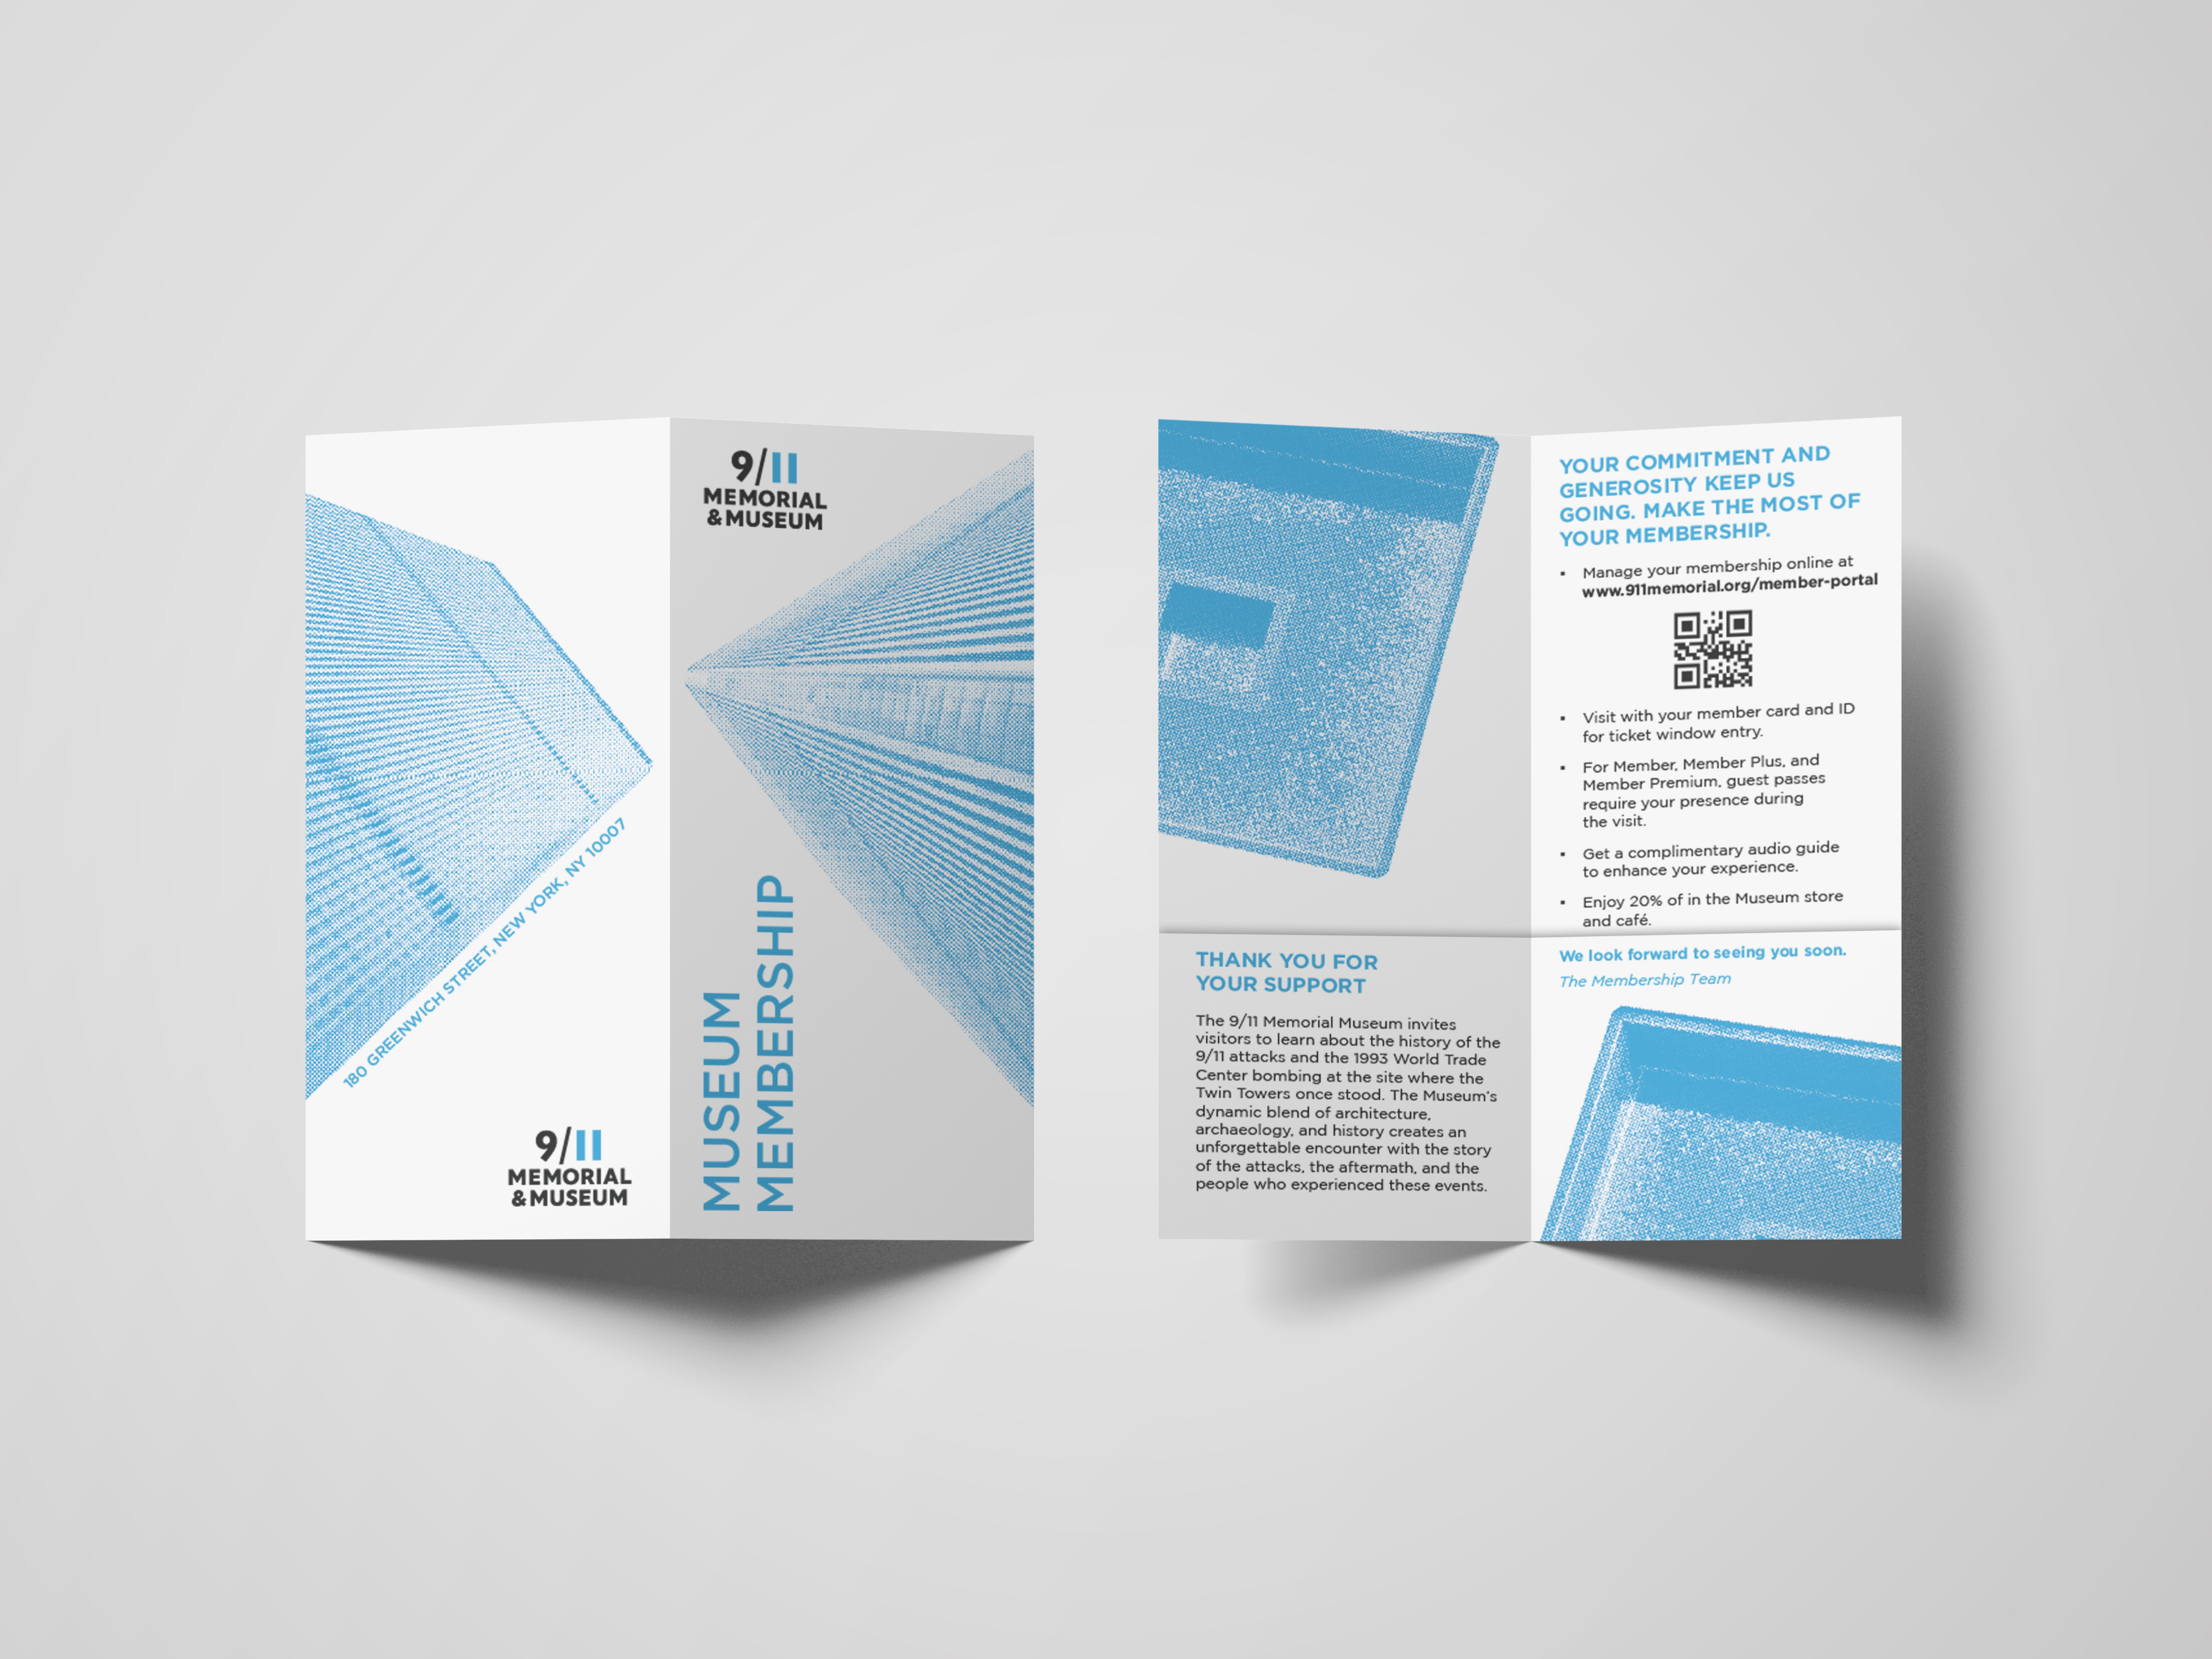 180 GREENWICH STREET, NEW YORK, NY 10007
9/11
MEMORIAL
& MUSEUM
9/11
MEMORIAL
& MUSEUM
MUSEUM
MEMBERSHIP
THANK YOU FOR
YOUR SUPPORT
The 9/11 Memorial Museum invites
visitors to learn about the history of the
9/11 attacks and the 1993 World Trade
Center bombing at the site where the
Twin Towers once stood. The Museum's
dynamic blend of architecture,
archaeology, and history creates an
unforgettable encounter with the story
of the attacks, the aftermath, and the
people who experienced these events.
YOUR COMMITMENT AND
GENEROSITY KEEP US
GOING. MAKE THE MOST OF
YOUR MEMBERSHIP.
▪ Manage your membership online at
www.911memorial.org/member-portal
▪ Visit with your member card and ID
for ticket window entry.
▪ For Member, Member Plus, and
Member Premium, guest passes
require your presence during
the visit.
▪ Get a complimentary audio guide
to enhance your experience.
▪ Enjoy 20% of in the Museum store
and café.
We look forward to seeing you soon.
The Membership Team